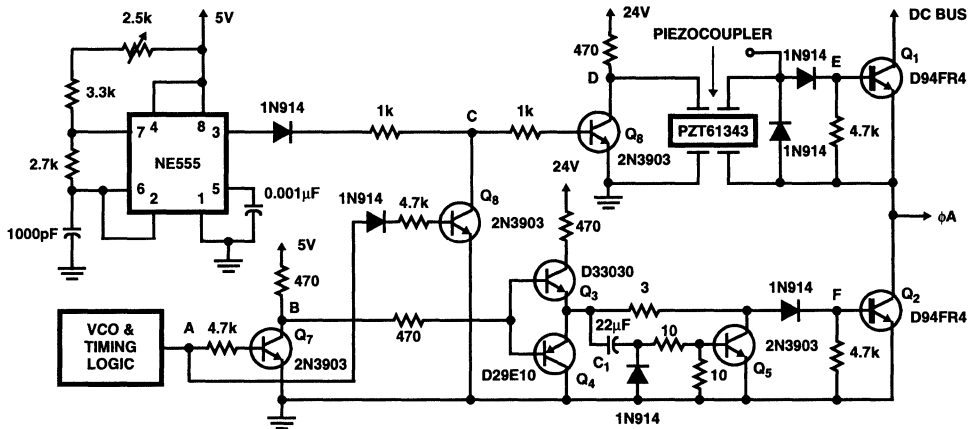 5V
24V
DC BUS
2.5k
PIEZOCOUPLER
470
1N914
E
Q1
D
D94FR4
3.3k
1N914
1k
C
1k
7
4
8
3
Q8
PZT61343
4.7k
2.7k
NE555
2N3903
1N914
6
2
1
5
0.001μF
24V
1N914
4.7k
Q8
2N3903
1000pF
470
ϕA
5V
D33030
470
Q3
3
1N914
F
Q2
B
D94FR4
VCO &
TIMING
LOGIC
A
4.7k
Q7
470
22μF
10
2N3903
4.7k
2N3903
C1
D29E10
Q4
10
Q5
1N914